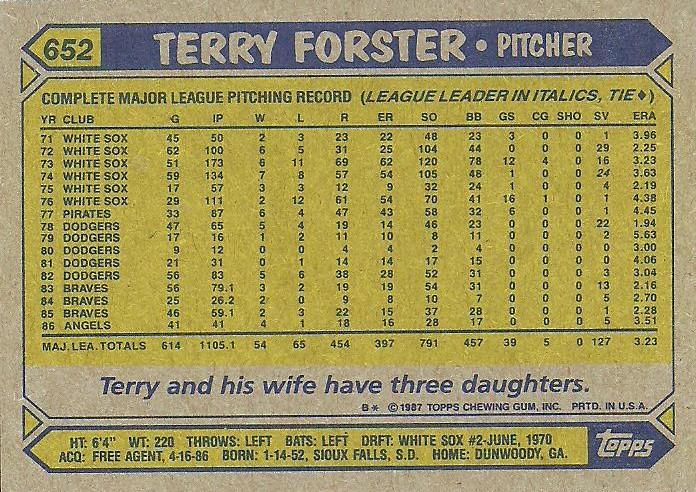 652 TERRY FORSTER • PITCHER
COMPLETE MAJOR LEAGUE PITCHING RECORD (LEAGUE LEADER IN ITALICS, TIE♦)
YR CLUB G IP W L R ER SO BB GS CG SHO SV ERA
71 WHITE SOX 45 50 2 3 23 22 48 23 3 0 0 1 3.96
72 WHITE SOX 62 100 6 5 31 25 104 44 0 0 0 29 2.25
73 WHITE SOX 51 173 6 11 69 62 120 78 12 4 0 16 3.23
74 WHITE SOX 59 134 7 8 57 54 105 48 1 0 0 24 3.63
75 WHITE SOX 17 57 3 3 12 9 32 24 1 0 0 4 2.19
76 WHITE SOX 29 111 2 12 61 54 70 41 16 1 0 1 4.38
77 PIRATES 33 87 6 4 47 43 58 32 6 0 0 1 4.45
78 DODGERS 47 65 5 4 19 14 46 23 0 0 0 22 1.94
79 DODGERS 17 16 1 2 11 10 8 11 0 0 0 2 5.63
80 DODGERS 9 12 0 0 4 4 2 4 0 0 0 0 3.00
81 DODGERS 21 31 0 1 14 14 17 15 0 0 0 0 4.06
82 DODGERS 56 83 5 6 38 28 52 31 0 0 0 3 3.04
83 BRAVES 56 79.1 3 2 19 19 54 31 0 0 0 13 2.16
84 BRAVES 25 26.2 2 0 9 8 10 7 0 0 0 5 2.70
85 BRAVES 46 59.1 2 3 22 15 37 28 0 0 0 1 2.28
86 ANGELS 41 41 4 1 18 16 28 17 0 0 0 5 3.51
MAJ. LEA. TOTALS 614 1105.1 54 65 454 397 791 457 39 5 0 127 3.23
Terry and his wife have three daughters.
B* ©1987 TOPPS CHEWING GUM, INC. PRTD. IN U.S.A.
HT: 6'4" WT: 220 THROWS: LEFT BATS: LEFT DRFT: WHITE SOX #2-JUNE, 1970
ACQ: FREE AGENT, 4-16-86 BORN: 1-14-52, SIOUX FALLS, S.D. HOME: DUNWOODY, GA.
TOPPS